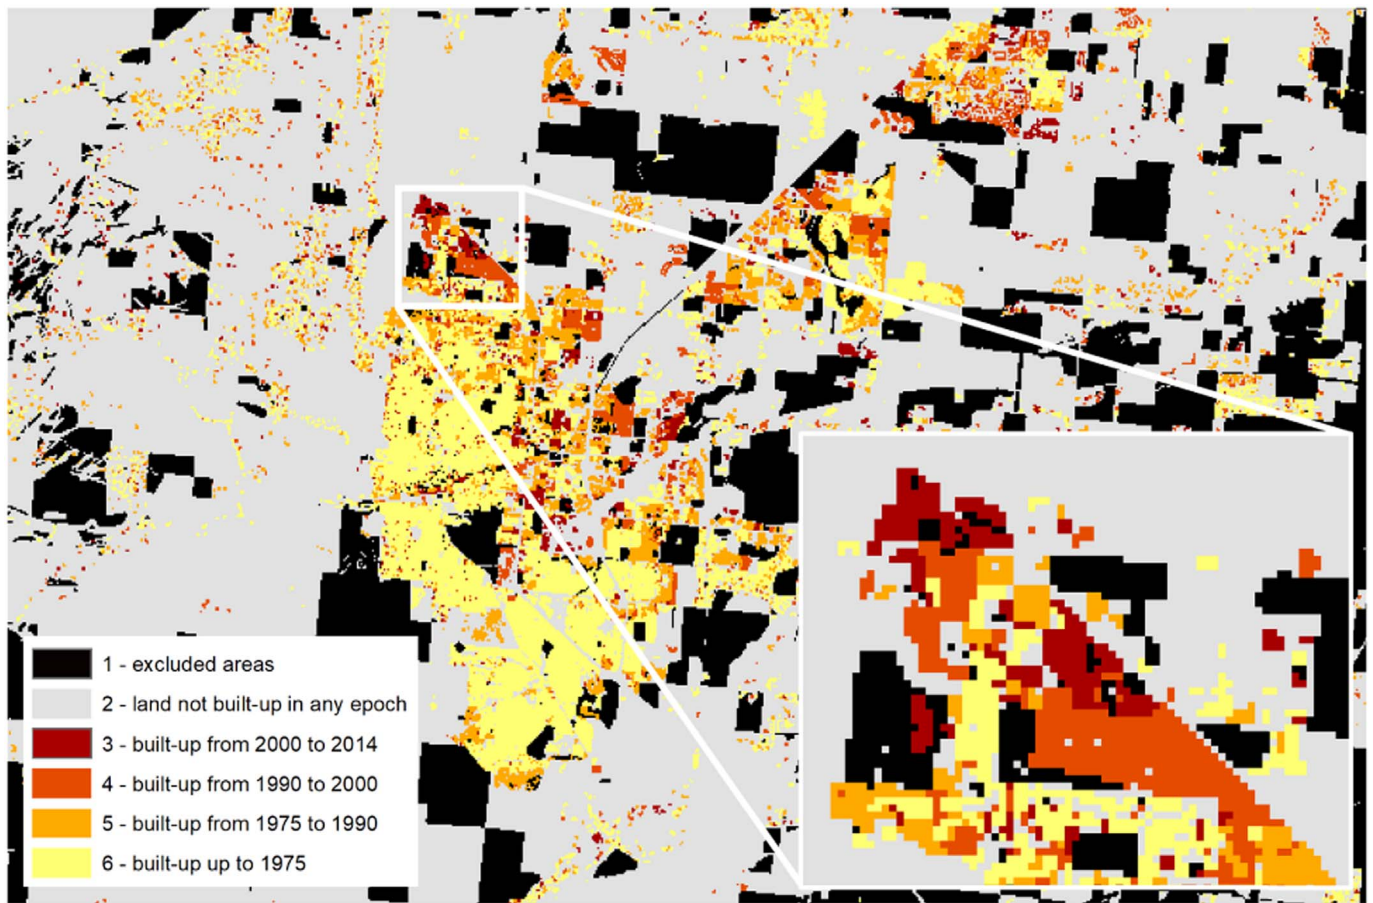 1 - excluded areas
2 - land not built-up in any epoch
3 - built-up from 2000 to 2014
4 - built-up from 1990 to 2000
5 - built-up from 1975 to 1990
6 - built-up up to 1975